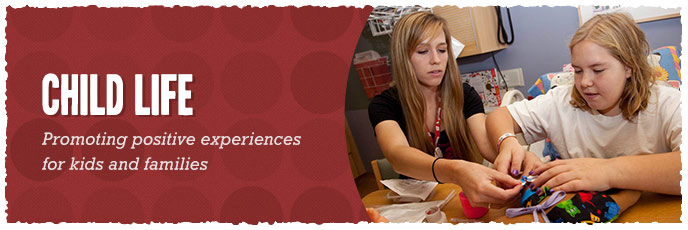 CHILD LIFE
Promoting positive experiences
for kids and families